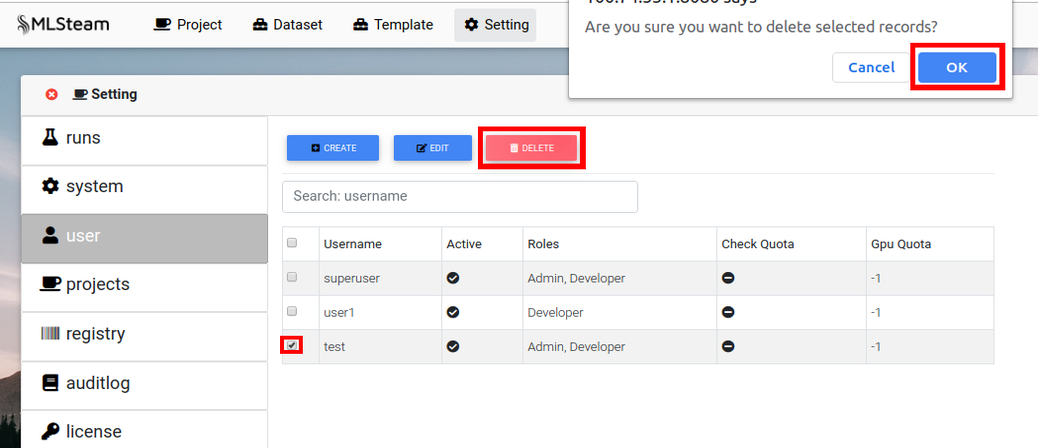 MLSteam Project Dataset Template Setting
Are you sure you want to delete selected records?
Cancel OK
Setting
runs
system
user
projects
registry
auditlog
license
CREATE EDIT DELETE
Search: username
Username Active Roles Check Quota Gpu Quota
superuser Admin, Developer -1
user1 Developer -1
test Admin, Developer -1